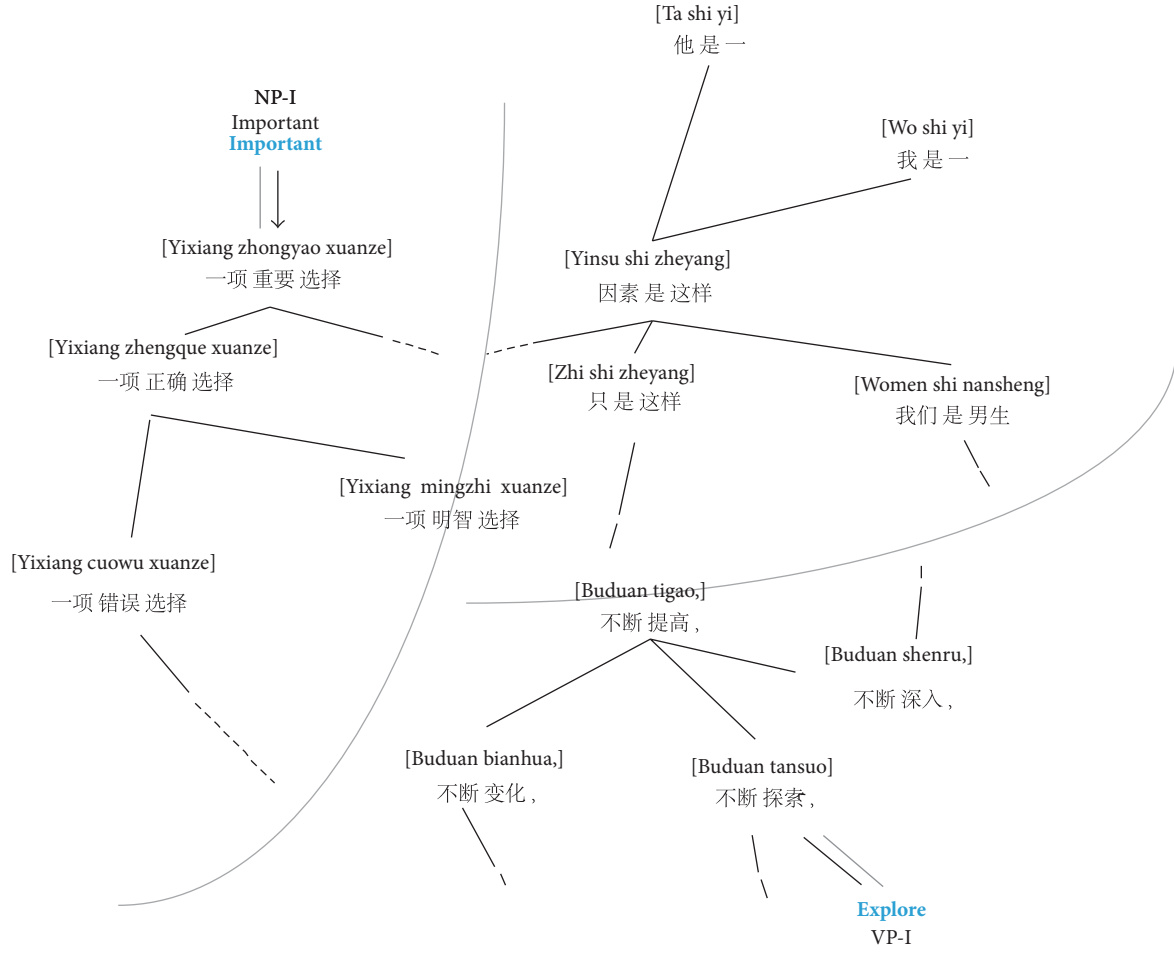 [Ta shi yi]
他 是 一
NP-I
Important
Important
[Wo shi yi]
我 是 一
[Yixiang zhongyao xuanze]
一项 重要 选择
[Yinsu shi zheyang]
因素 是 这样
[Yixiang zhengque xuanze]
一项 正确 选择
[Zhi shi zheyang]
只 是 这样
[Women shi nansheng]
我们 是 男生
[Yixiang mingzhi xuanze]
一项 明智 选择
[Yixiang cuowu xuanze]
一项 错误 选择
[Buduan tigao,]
不断 提高 ,
[Buduan shenru,]
不断 深入 ,
[Buduan bianhua,]
不断 变化 ,
[Buduan tansuo]
不断 探索 ,
Explore
VP-I